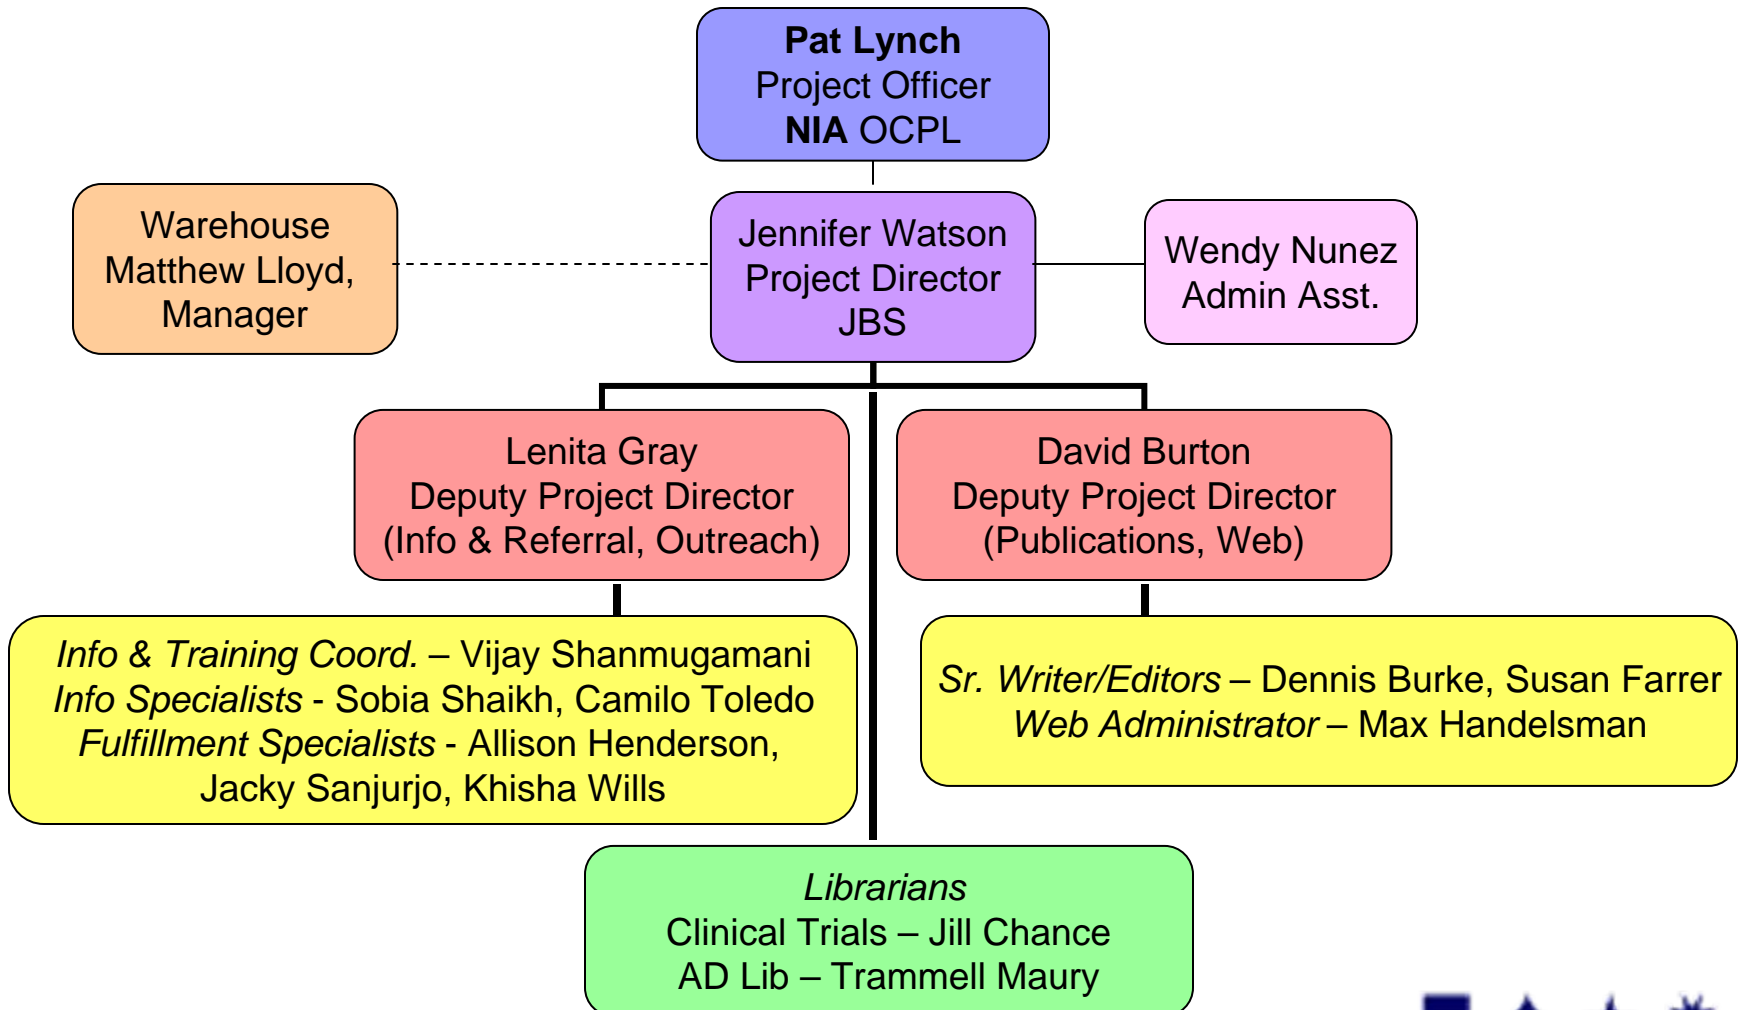 Pat Lynch
Project Officer
NIA OCPL
Warehouse
Matthew Lloyd,
Manager
Jennifer Watson
Project Director
JBS
Wendy Nunez
Admin Asst.
Lenita Gray
Deputy Project Director
(Info & Referral, Outreach)
David Burton
Deputy Project Director
(Publications, Web)
Info & Training Coord. – Vijay Shanmugamani
Info Specialists - Sobia Shaikh, Camilo Toledo
Fulfillment Specialists - Allison Henderson,
Jacky Sanjurjo, Khisha Wills
Sr. Writer/Editors – Dennis Burke, Susan Farrer
Web Administrator – Max Handelsman
Librarians
Clinical Trials – Jill Chance
AD Lib – Trammell Maury